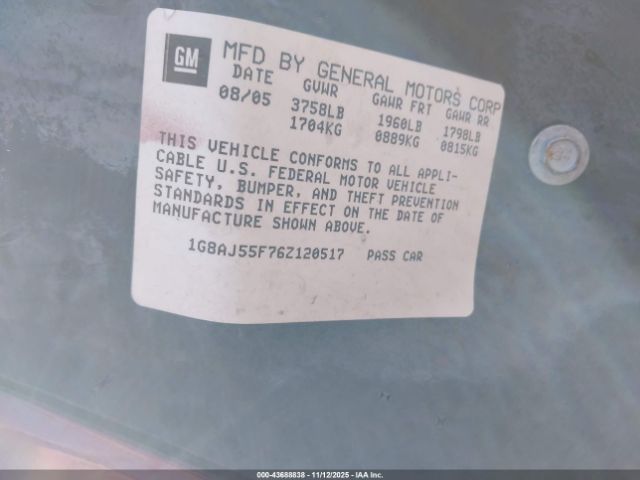 GM
MFD BY GENERAL MOTORS CORP
DATE GVWR GAWR FRT GAWR RR
08/05 3758LB 1960LB 1798LB
1704KG 0889KG 0815KG
THIS VEHICLE CONFORMS TO ALL APPLI-
CABLE U.S. FEDERAL MOTOR VEHICLE
SAFETY, BUMPER, AND THEFT PREVENTION
STANDARDS IN EFFECT ON THE DATE OF
MANUFACTURE SHOWN ABOVE.
1G8AJ55F76Z120517 PASS CAR
000-43688838 - 11/12/2025 - IAA Inc.